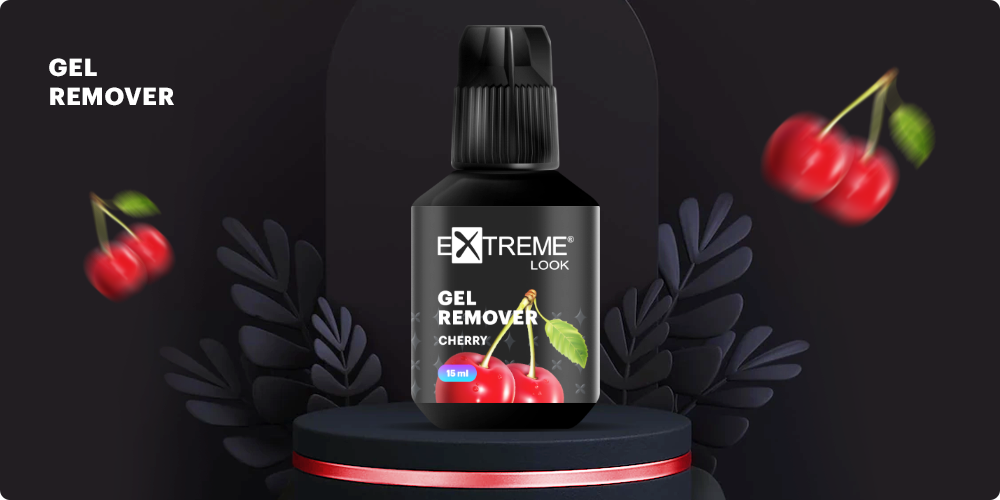 GEL
REMOVER
EXTREME®
LOOK
GEL
REMOVER
CHERRY
15 ml